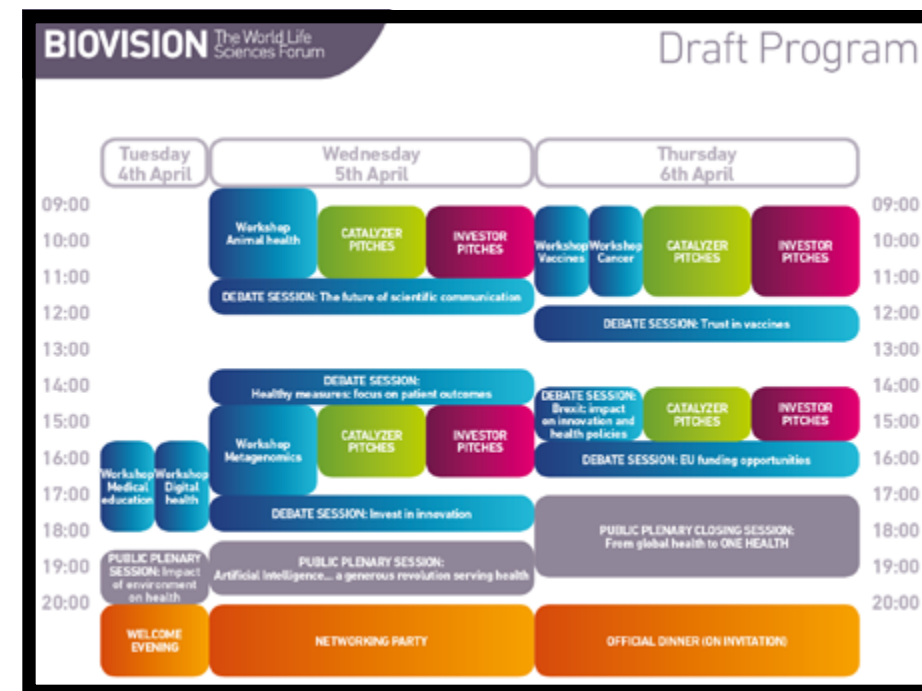 BIOVISION The World Life
Sciences Forum
Draft Program
Tuesday
4th April
Wednesday
5th April
Thursday
6th April
09:00
10:00
11:00
12:00
13:00
14:00
15:00
16:00
17:00
18:00
19:00
20:00
Workshop
Medical
education
Workshop
Digital
health
PUBLIC PLENARY
SESSION: Impact
of environment
on health
WELCOME
EVENING
Workshop
Animal health
CATALYZER
PITCHES
INVESTOR
PITCHES
DEBATE SESSION: The future of scientific communication
DEBATE SESSION:
Healthy measures: focus on patient outcomes
Workshop
Metagenomics
CATALYZER
PITCHES
INVESTOR
PITCHES
DEBATE SESSION: Invest in innovation
PUBLIC PLENARY SESSION:
Artificial Intelligence... a generous revolution serving health
NETWORKING PARTY
Workshop
Vaccines
Workshop
Cancer
CATALYZER
PITCHES
INVESTOR
PITCHES
DEBATE SESSION: Trust in vaccines
DEBATE SESSION:
Brexit: impact
on innovation and
health policies
CATALYZER
PITCHES
INVESTOR
PITCHES
DEBATE SESSION: EU funding opportunities
PUBLIC PLENARY CLOSING SESSION:
From global health to ONE HEALTH
OFFICIAL DINNER (ON INVITATION)
09:00
10:00
11:00
12:00
13:00
14:00
15:00
16:00
17:00
18:00
19:00
20:00